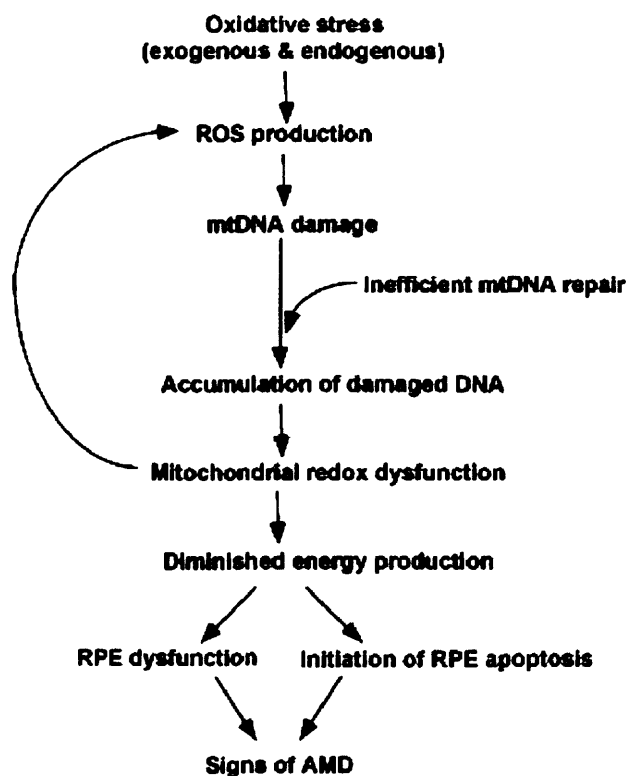 Oxidative stress
(exogenous & endogenous)
ROS production
mtDNA damage
Inefficient mtDNA repair
Accumulation of damaged DNA
Mitochondrial redox dysfunction
Diminished energy production
RPE dysfunction
Initiation of RPE apoptosis
Signs of AMD